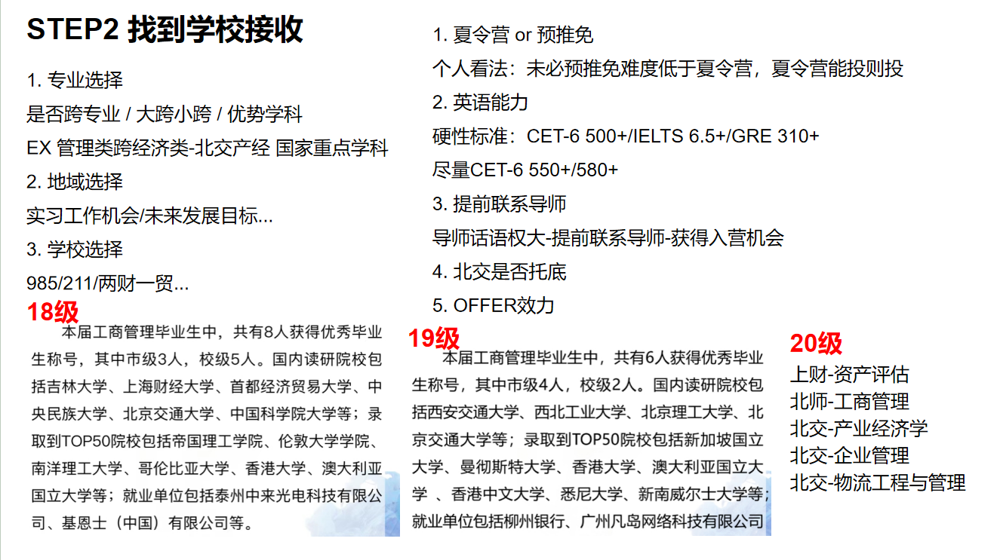 STEP2 找到学校接收
1. 专业选择
是否跨专业 / 大跨小跨 / 优势学科
EX 管理类跨经济类-北交产经 国家重点学科
2. 地域选择
实习工作机会/未来发展目标...
3. 学校选择
985/211/两财一贸...
1. 夏令营 or 预推免
个人看法：未必预推免难度低于夏令营，夏令营能投则投
2. 英语能力
硬性标准：CET-6 500+/IELTS 6.5+/GRE 310+
尽量CET-6 550+/580+
3. 提前联系导师
导师话语权大-提前联系导师-获得入营机会
4. 北交是否托底
5. OFFER效力
18级
本届工商管理毕业生中，共有8人获得优秀毕业
生称号，其中市级3人，校级5人。国内读研院校包
括吉林大学、上海财经大学、首都经济贸易大学、中
央民族大学、北京交通大学、中国科学院大学等；录
取到TOP50院校包括帝国理工学院、伦敦大学学院、
南洋理工大学、哥伦比亚大学、香港大学、澳大利亚
国立大学等；就业单位包括泰州中来光电科技有限公
司、基恩士（中国）有限公司等。
19级
本届工商管理毕业生中，共有6人获得优秀毕业
生称号，其中市级4人，校级2人。国内读研院校包
括西安交通大学、西北工业大学、北京理工大学、北
京交通大学等；录取到TOP50院校包括新加坡国立
大学、曼彻斯特大学、香港大学、澳大利亚国立大
学 、香港中文大学、悉尼大学、新南威尔士大学等；
就业单位包括柳州银行、广州凡岛网络科技有限公司
20级
上财-资产评估
北师-工商管理
北交-产业经济学
北交-企业管理
北交-物流工程与管理